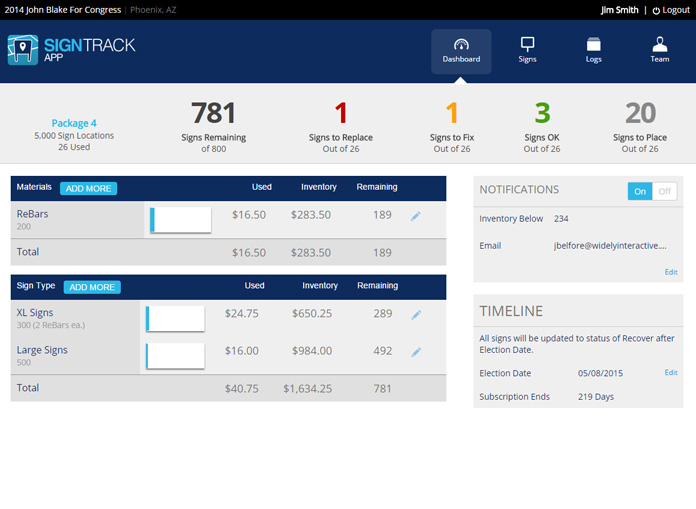 2014 John Blake For Congress | Phoenix, AZ
Jim Smith | Logout
SIGNTRACK
APP
Dashboard
Signs
Logs
Team
Package 4
5,000 Sign Locations
26 Used
781
Signs Remaining
of 800
1
Signs to Replace
Out of 26
1
Signs to Fix
Out of 26
3
Signs OK
Out of 26
20
Signs to Place
Out of 26
Materials ADD MORE Used Inventory Remaining
ReBars $16.50 $283.50 189
200
Total $16.50 $283.50 189
Sign Type ADD MORE Used Inventory Remaining
XL Signs $24.75 $650.25 289
300 (2 ReBars ea.)
Large Signs $16.00 $984.00 492
500
Total $40.75 $1,634.25 781
NOTIFICATIONS On Off
Inventory Below 234
Email jbelfore@widelyinteractive....
Edit
TIMELINE
All signs will be updated to status of Recover after
Election Date.
Election Date 05/08/2015 Edit
Subscription Ends 219 Days